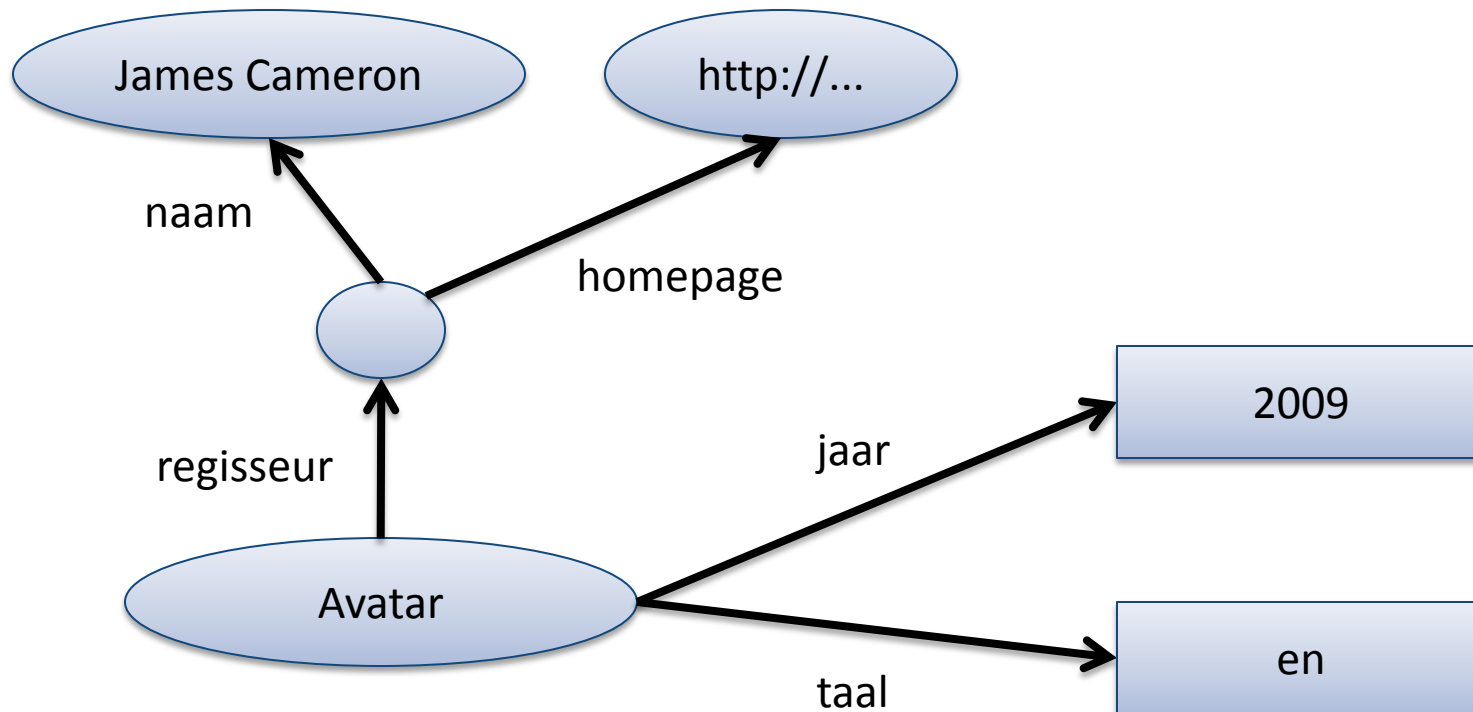 James Cameron
http://...
naam
homepage
regisseur
jaar
2009
Avatar
taal
en